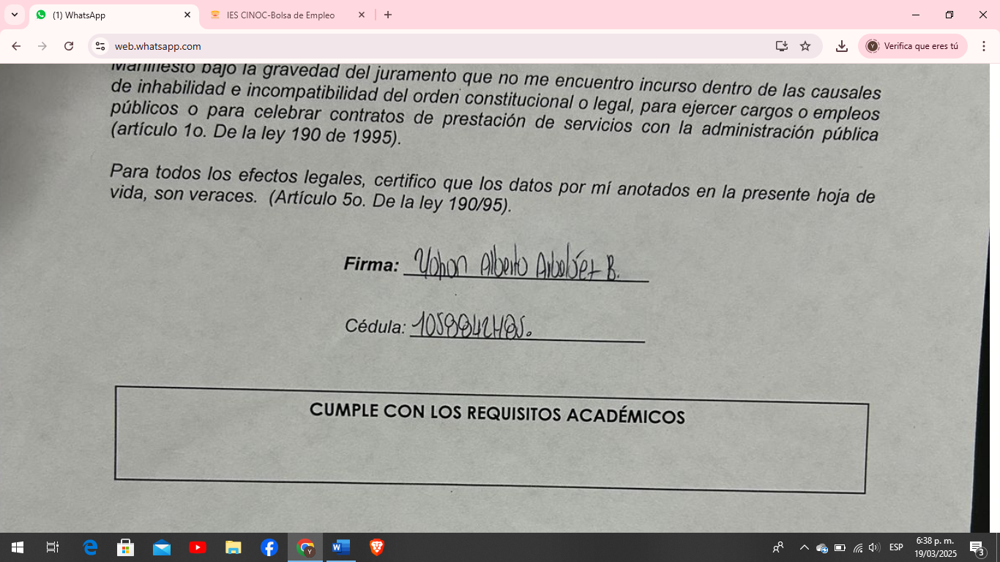 (1) WhatsApp
IES CINOC-Bolsa de Empleo
web.whatsapp.com
Verifica que eres tú
Manifiesto bajo la gravedad del juramento que no me encuentro incurso dentro de las causales
de inhabilidad e incompatibilidad del orden constitucional o legal, para ejercer cargos o empleos
públicos o para celebrar contratos de prestación de servicios con la administración pública
(artículo 1o. De la ley 190 de 1995).
Para todos los efectos legales, certifico que los datos por mí anotados en la presente hoja de
vida, son veraces. (Artículo 5o. De la ley 190/95).
Firma: Yohon Alberto Arbeláez B.
Cédula:
CUMPLE CON LOS REQUISITOS ACADÉMICOS
ESP
6:38 p. m.
19/03/2025
3